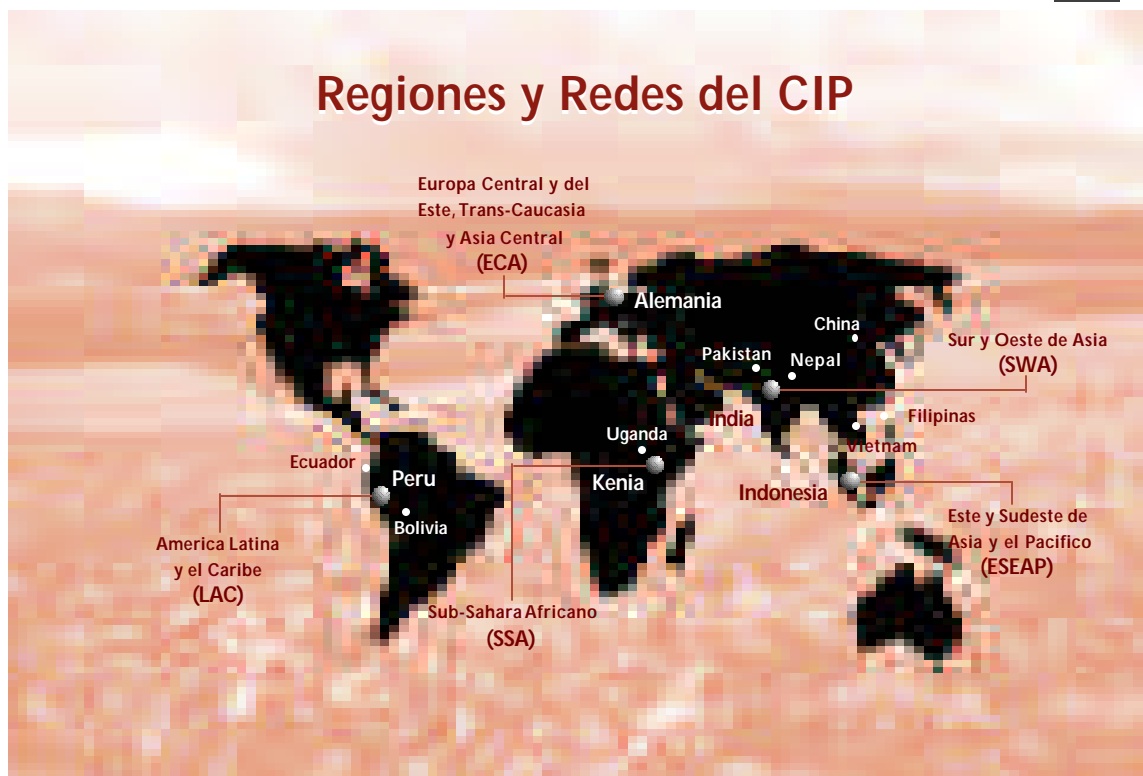 Regiones y Redes del CIP
Europa Central y del
Este, Trans-Caucasia
y Asia Central
(ECA)
Alemania
China
Sur y Oeste de Asia
(SWA)
Pakistan
Nepal
India
Filipinas
Vietnam
Uganda
Kenia
Ecuador
Peru
Bolivia
Indonesia
America Latina
y el Caribe
(LAC)
Este y Sudeste de
Asia y el Pacifico
(ESEAP)
Sub-Sahara Africano
(SSA)